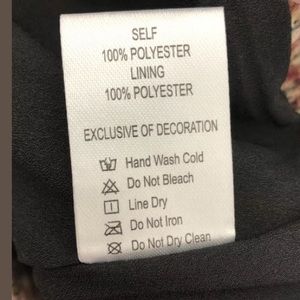 SELF
100% POLYESTER
LINING
100% POLYESTER
EXCLUSIVE OF DECORATION
Hand Wash Cold
Do Not Bleach
Line Dry
Do Not Iron
Do Not Dry Clean